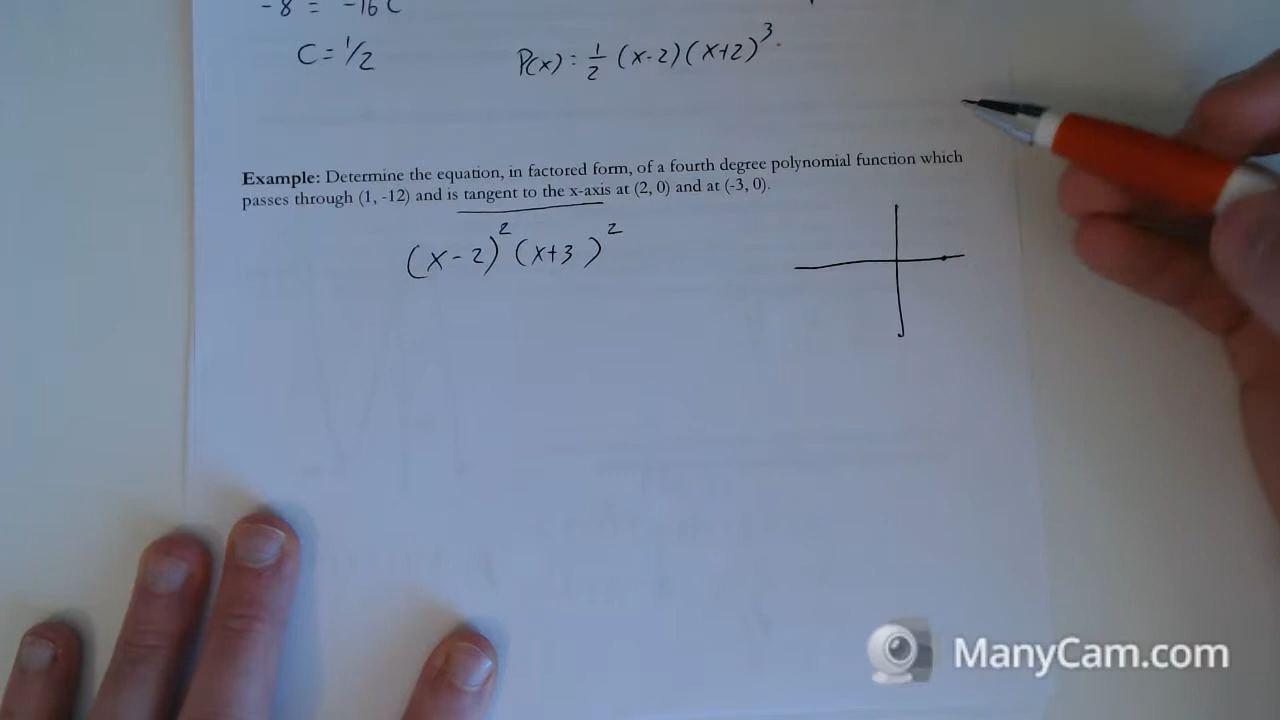 -8 = -16C
C = 1/2
P(x) = 1/2 (x-2)(x+2)^3.
Example: Determine the equation, in factored form, of a fourth degree polynomial function which
passes through (1, -12) and is tangent to the x-axis at (2, 0) and at (-3, 0).
(x-2)^2 (x+3)^2
ManyCam.com